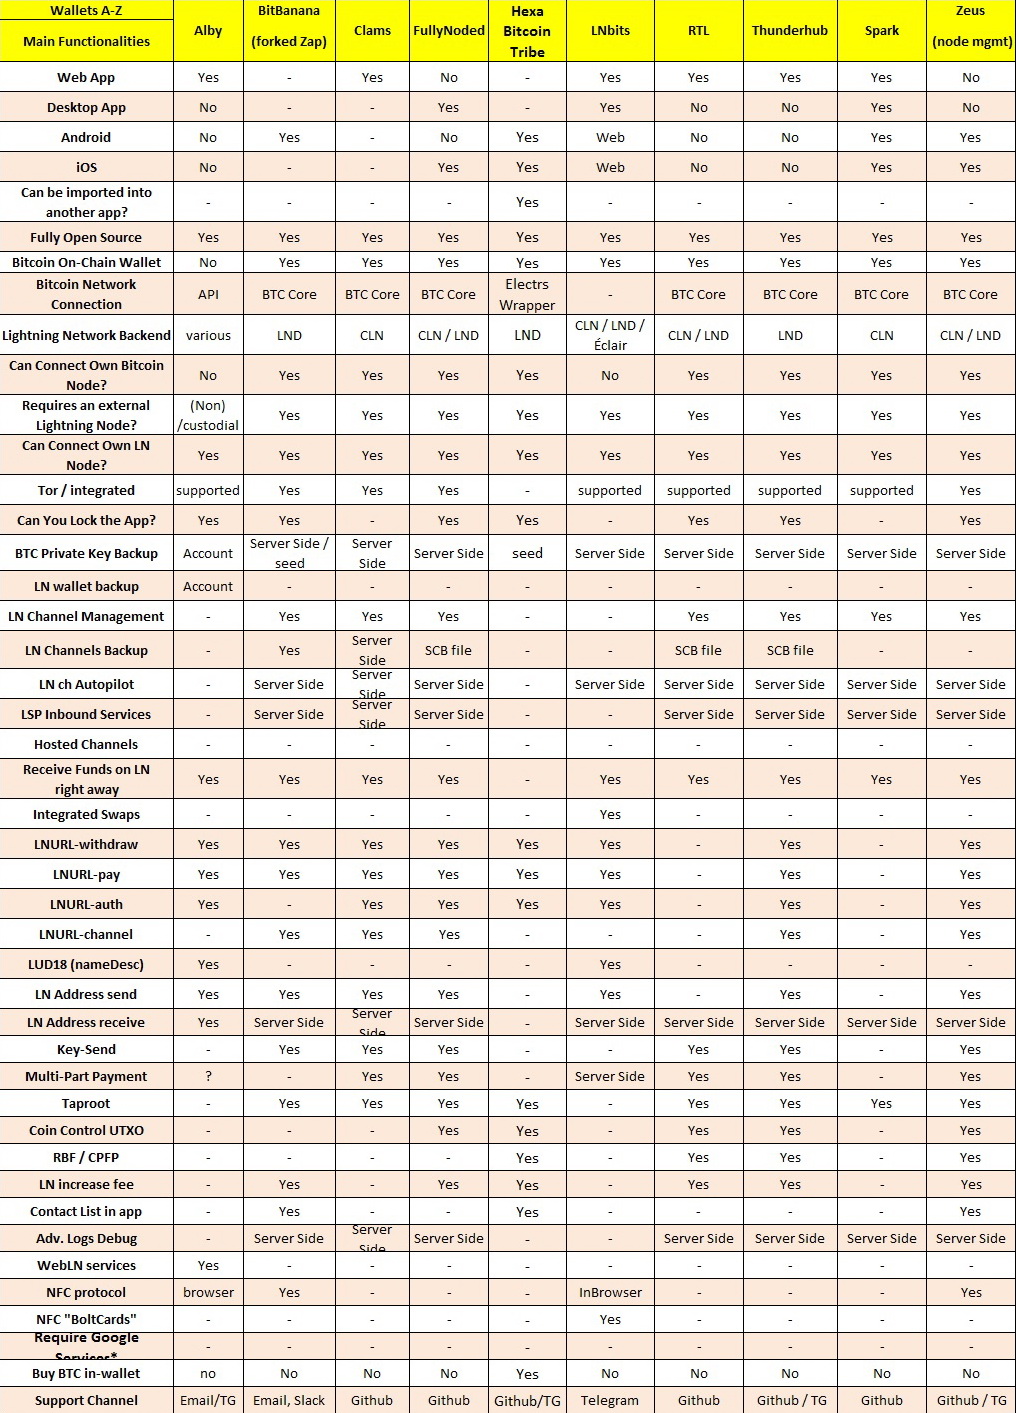 Wallets A-Z
Main Functionalities
Alby
BitBanana
(forked Zap)
Clams
FullyNoded
Hexa
Bitcoin
Tribe
LNbits
RTL
Thunderhub
Spark
Zeus
(node mgmt)
Web App Yes - Yes No - Yes Yes Yes Yes No
Desktop App No - - Yes - Yes No No Yes No
Android No Yes - No Yes Web No No Yes Yes
iOS No - - Yes Yes Web No No Yes Yes
Can be imported into
another app?
- - - - Yes - - - - -
Fully Open Source Yes Yes Yes Yes Yes Yes Yes Yes Yes Yes
Bitcoin On-Chain Wallet No Yes Yes Yes Yes Yes Yes Yes Yes Yes
Bitcoin Network
Connection
API BTC Core BTC Core BTC Core
Electrs
Wrapper
- BTC Core BTC Core BTC Core BTC Core
Lightning Network Backend various LND CLN CLN / LND LND
CLN / LND /
Éclair
CLN / LND LND CLN CLN / LND
Can Connect Own Bitcoin
Node?
No Yes Yes Yes Yes No Yes Yes Yes Yes
Requires an external
Lightning Node?
(Non)
/custodial
Yes Yes Yes Yes Yes Yes Yes Yes Yes
Can Connect Own LN
Node?
Yes Yes Yes Yes Yes Yes Yes Yes Yes Yes
Tor / integrated supported Yes Yes Yes - supported supported supported supported Yes
Can You Lock the App? Yes Yes - Yes Yes - Yes Yes - Yes
BTC Private Key Backup Account
Server Side /
seed
Server
Side
Server Side seed Server Side Server Side Server Side Server Side Server Side
LN wallet backup Account - - - - - - - - -
LN Channel Management - Yes Yes Yes - - Yes Yes Yes Yes
LN Channels Backup - Yes
Server
Side
SCB file - - SCB file SCB file - -
LN ch Autopilot - Server Side
Server
Side
Server Side - Server Side Server Side Server Side Server Side Server Side
LSP Inbound Services - Server Side
Server
Side
Server Side - - Server Side Server Side Server Side Server Side
Hosted Channels - - - - - - - - - -
Receive Funds on LN
right away
Yes Yes Yes Yes - Yes Yes Yes Yes Yes
Integrated Swaps - - - - - Yes - - - -
LNURL-withdraw Yes Yes Yes Yes Yes Yes - Yes - Yes
LNURL-pay Yes Yes Yes Yes Yes Yes - Yes - Yes
LNURL-auth Yes - Yes Yes Yes Yes - Yes - Yes
LNURL-channel - Yes Yes Yes - - - Yes - Yes
LUD18 (nameDesc) Yes - - - - Yes - - - -
LN Address send Yes Yes Yes Yes - Yes - Yes - Yes
LN Address receive Yes Server Side
Server
Side
Server Side - Server Side Server Side Server Side Server Side Server Side
Key-Send - Yes Yes Yes - - Yes Yes - Yes
Multi-Part Payment ? - Yes Yes - Server Side Yes Yes - Yes
Taproot - Yes Yes Yes Yes - Yes Yes Yes Yes
Coin Control UTXO - - - Yes Yes - Yes Yes - Yes
RBF / CPFP - - - - Yes - Yes Yes - Yes
LN increase fee - Yes - Yes Yes - Yes Yes - Yes
Contact List in app - Yes - - Yes - - - - Yes
Adv. Logs Debug - Server Side
Server
Side
Server Side - - Server Side Server Side Server Side Server Side
WebLN services Yes - - - - - - - - -
NFC protocol browser Yes - - - InBrowser - - - Yes
NFC "BoltCards" - - - - - Yes - - - -
Require Google
Services*
- - - - - - - - - -
Buy BTC in-wallet no No No No Yes No No No No No
Support Channel Email/TG Email, Slack Github Github Github/TG Telegram Github Github / TG Github Github / TG